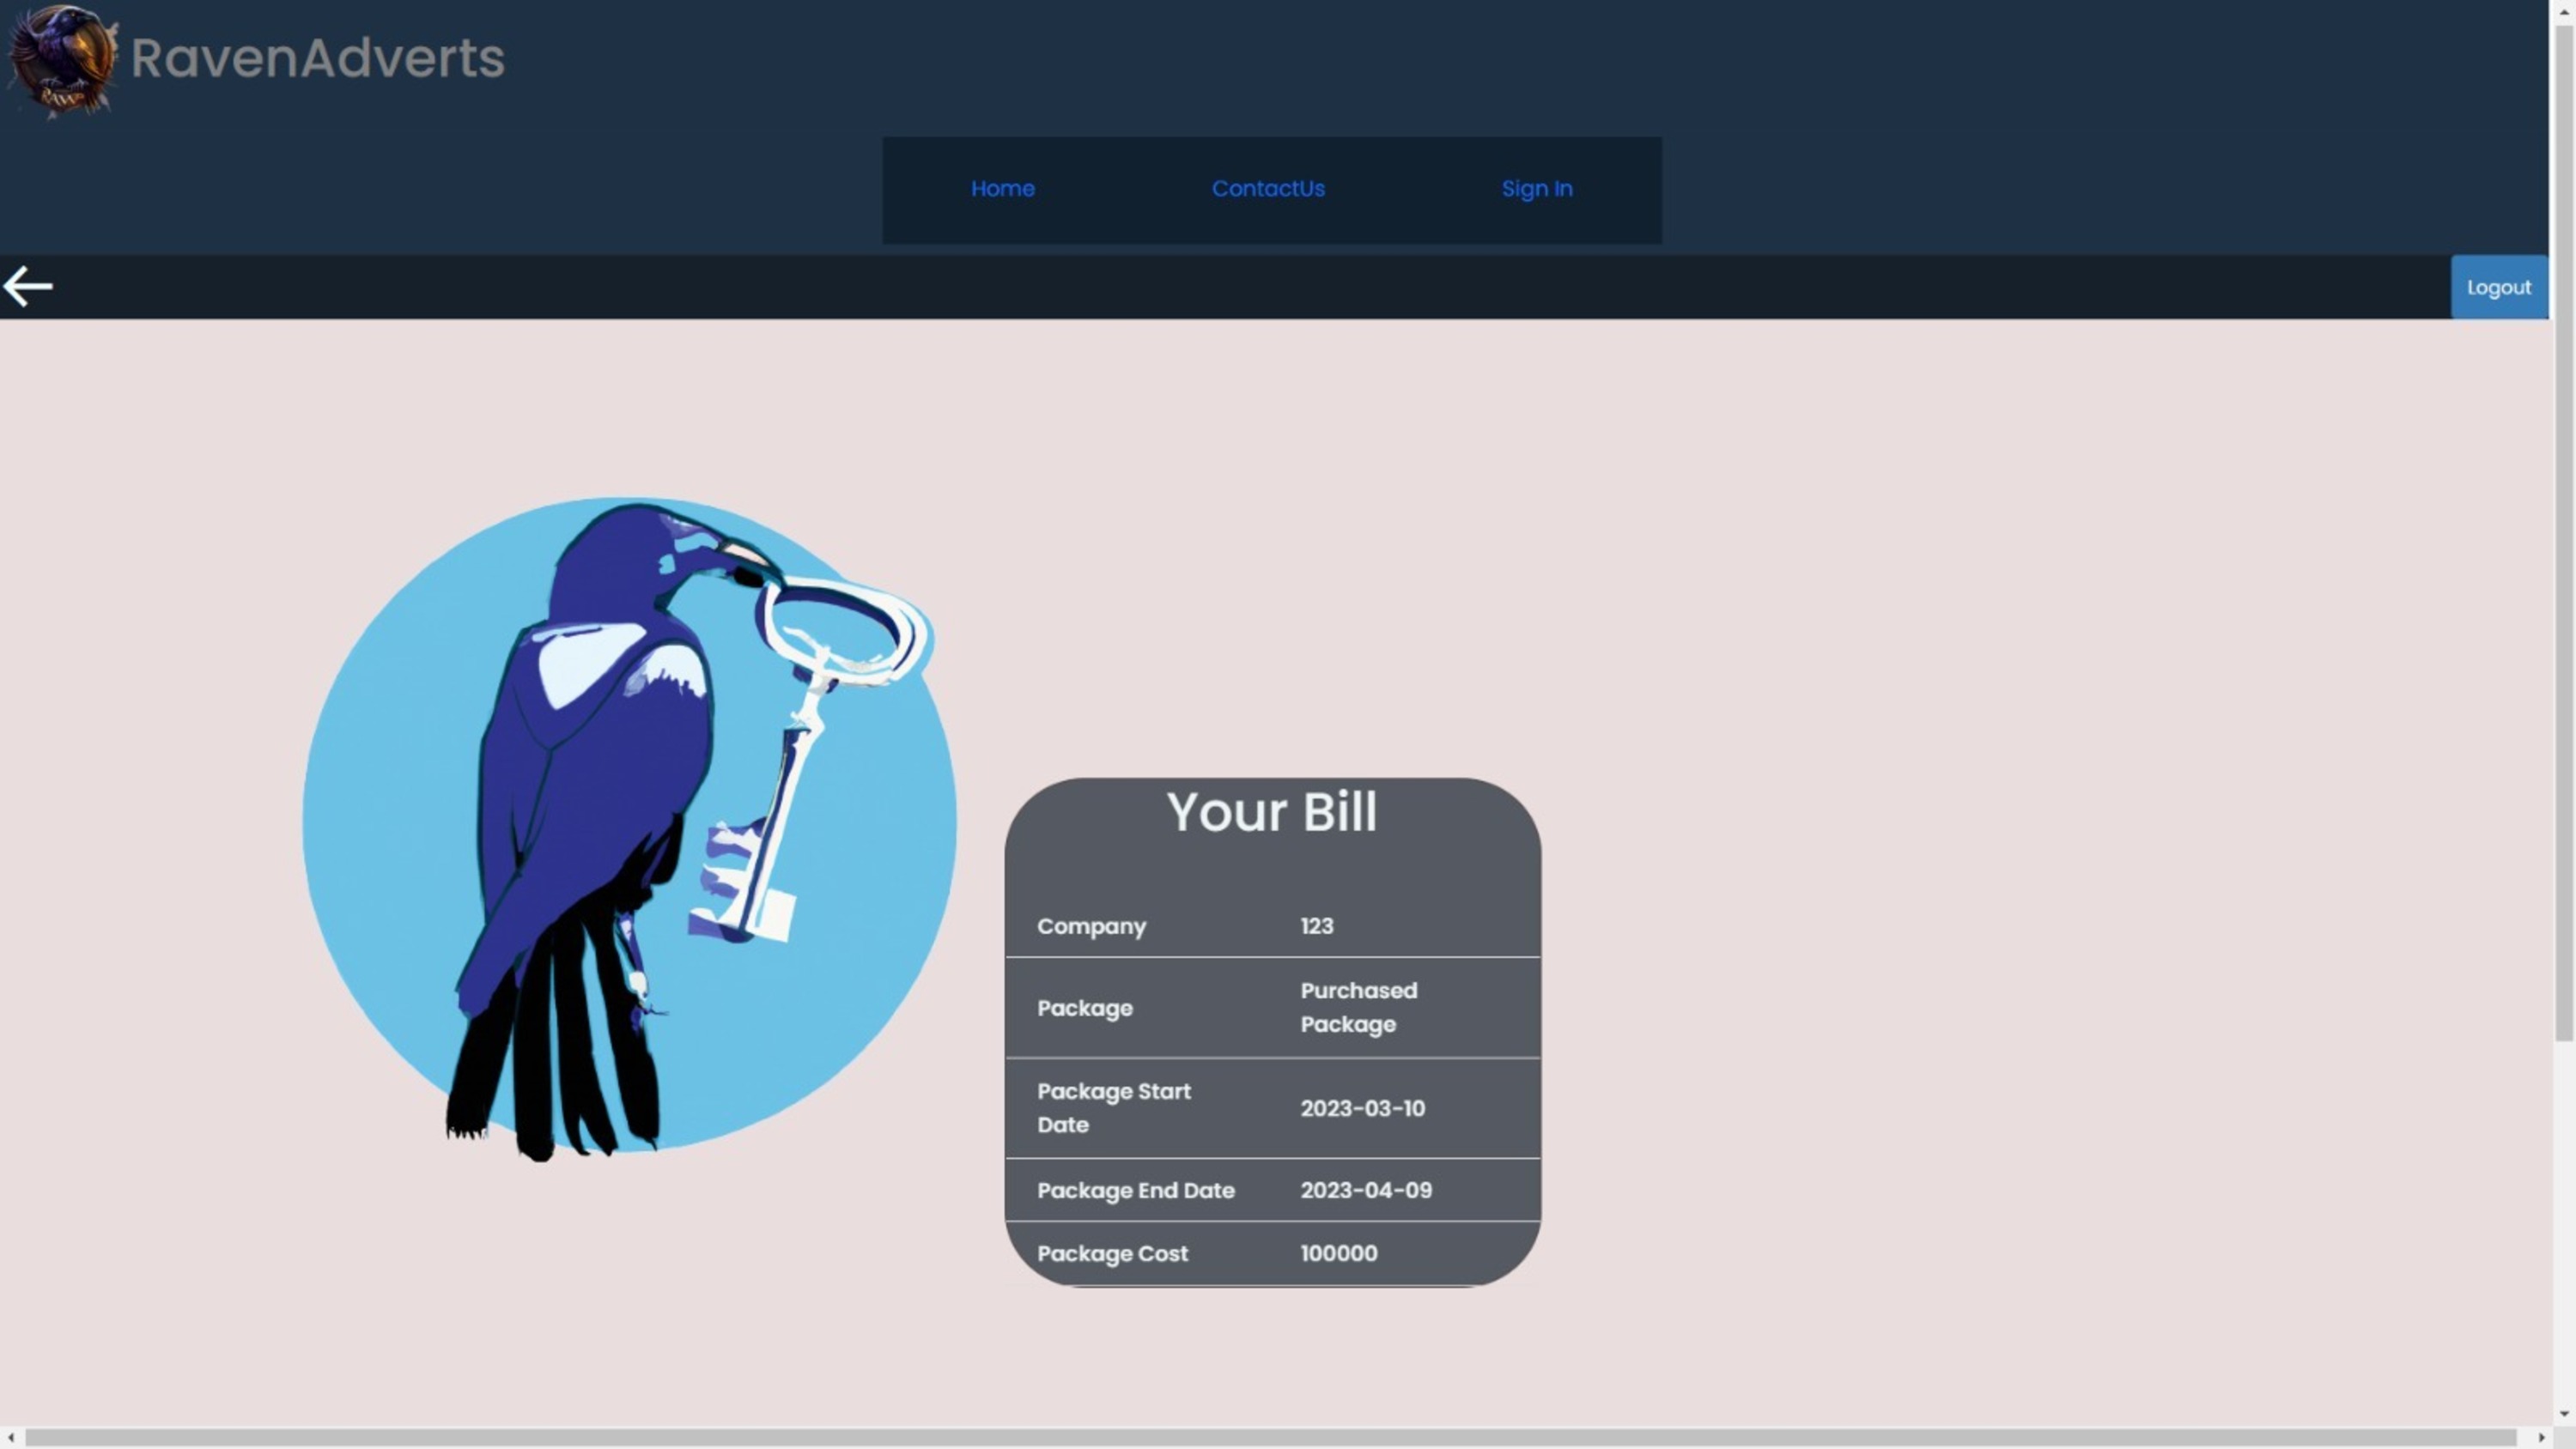 RavenAdverts
Home
ContactUs
Sign In
Logout
Your Bill
Company 123
Package Purchased
Package
Package Start
Date 2023-03-10
Package End Date 2023-04-09
Package Cost 100000